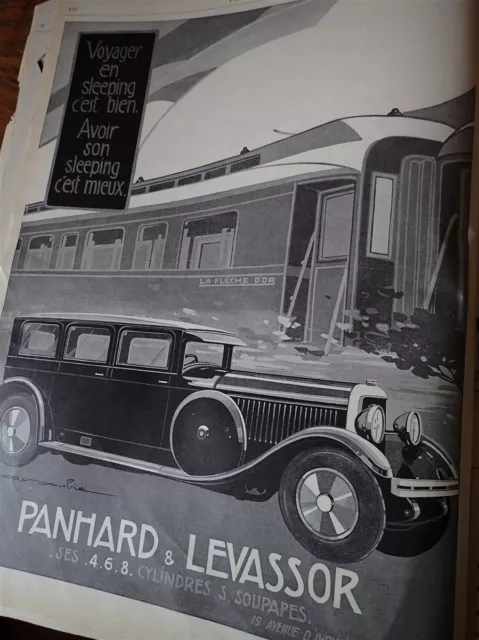 Voyager
en
sleeping
c'est bien.
Avoir
son
sleeping
c'est mieux.
LA FLÈCHE D'OR
PANHARD & LEVASSOR
.SES .4.6.8. CYLINDRES S. SOUPAPES.
19 AVENUE D'